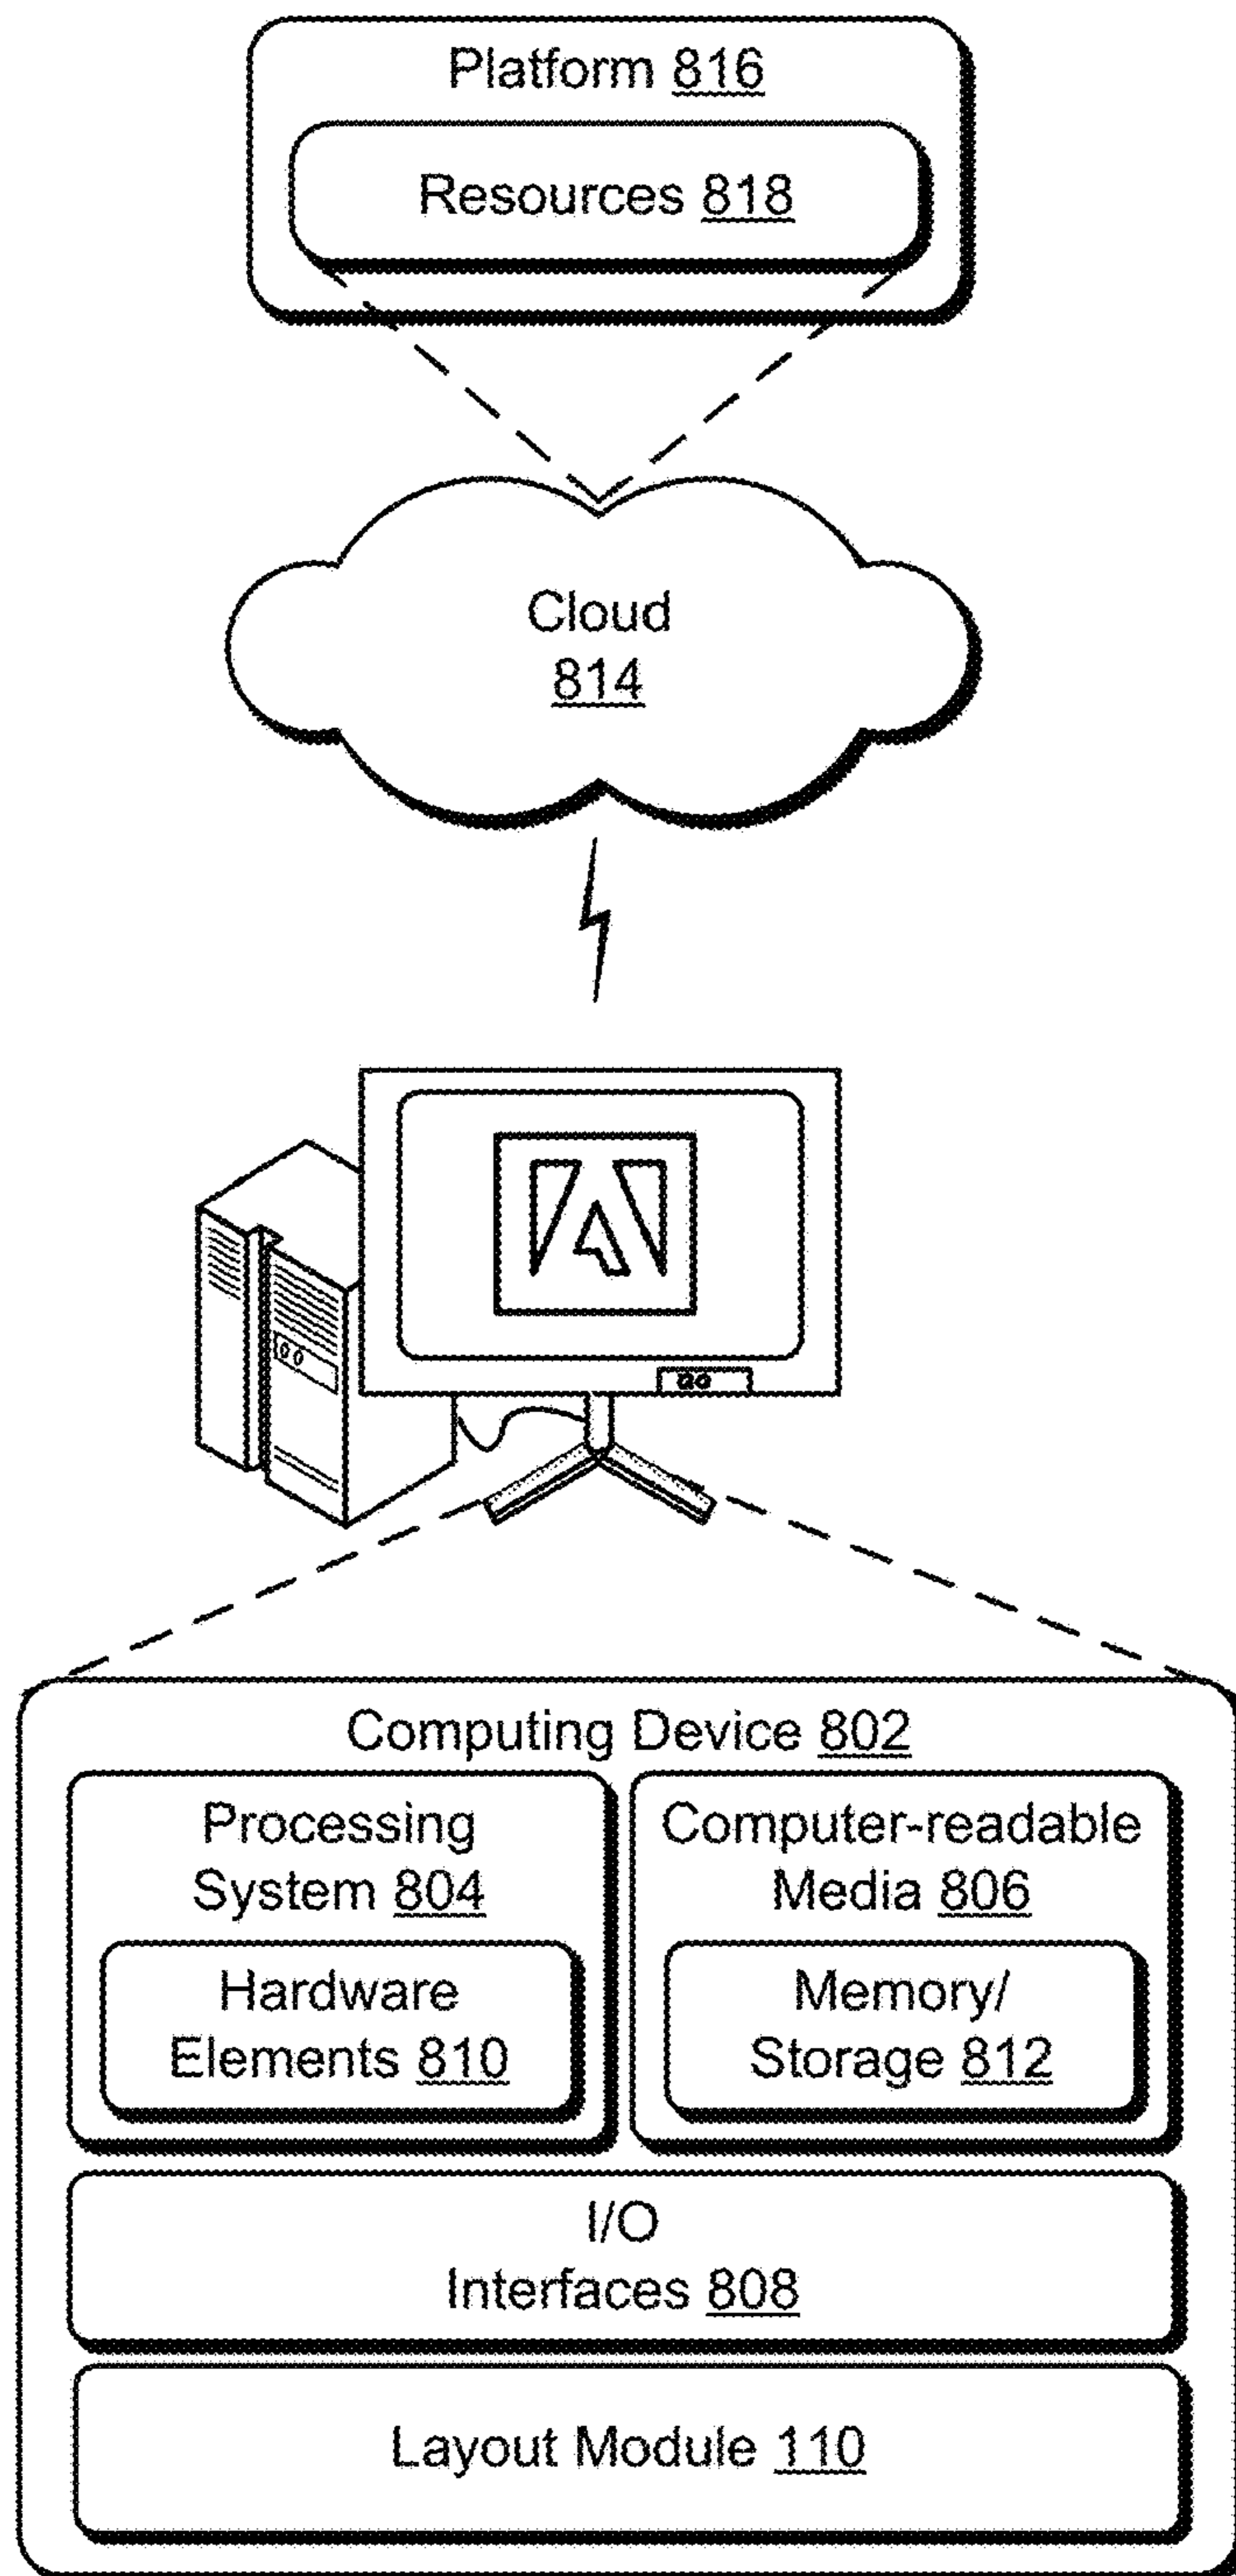 Platform 816
Resources 818
Cloud
814
Computing Device 802
Processing
System 804
Hardware
Elements 810
Computer-readable
Media 806
Memory/
Storage 812
I/O
Interfaces 808
Layout Module 110